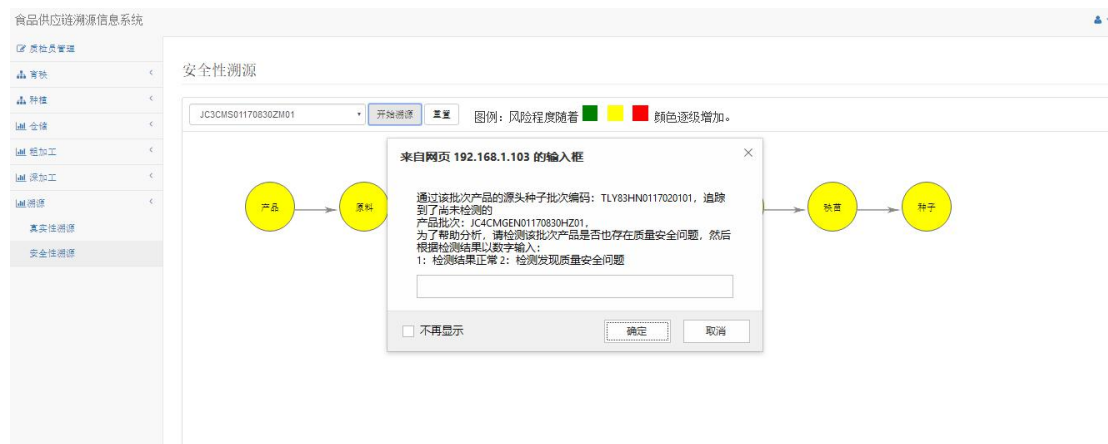 食品供应链溯源信息系统
质检员管理
育秧
种植
仓储
粗加工
深加工
溯源
真实性溯源
安全性溯源
安全性溯源
JC3CMS01170830ZM01 开始溯源 重置 图例：风险程度随着 颜色逐级增加。
来自网页 192.168.1.103 的输入框
通过该批次产品的源头种子批次编码：TLY83HN0117020101，追踪
到了尚未检测的
产品批次：JC4CMGEN01170830HZ01，
为了帮助分析，请检测该批次产品是否也存在质量安全问题，然后
根据检测结果以数字输入：
1：检测结果正常 2：检测发现质量安全问题
不再显示 确定 取消
产品 原料 秧苗 种子